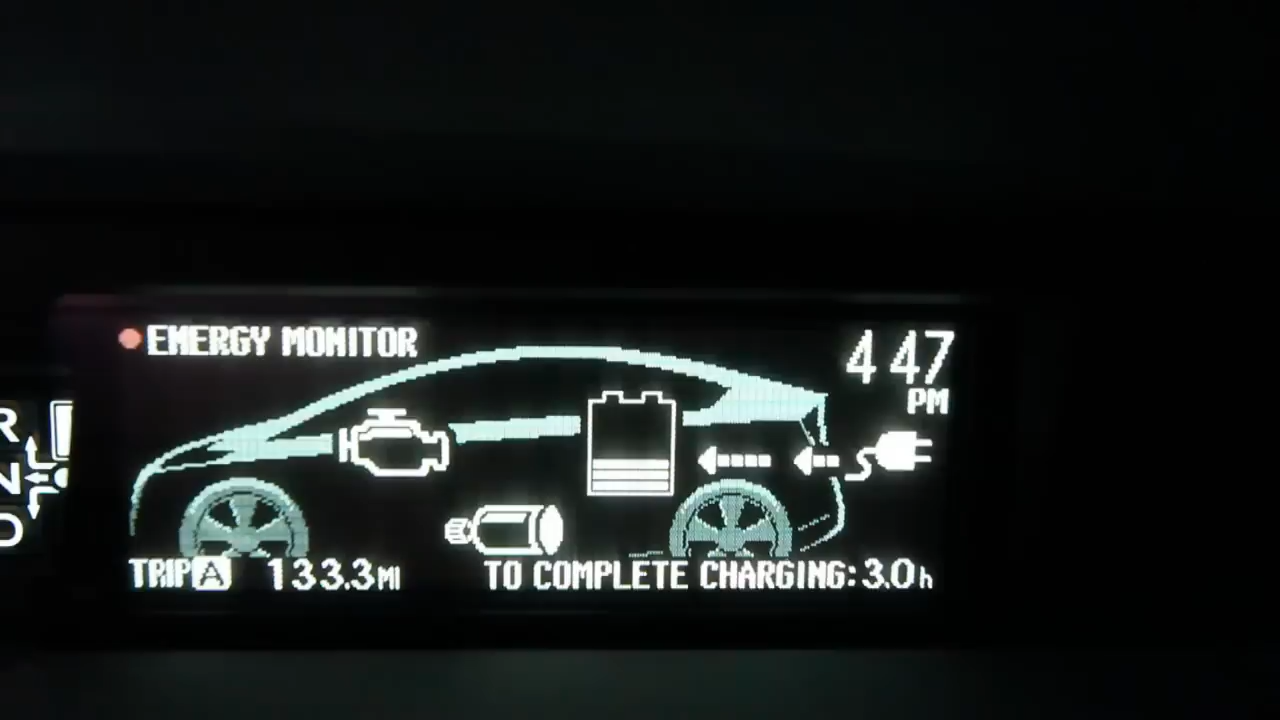 ENERGY MONITOR
4 47
PM
R
N
D
TRIP A 133.3 MI
TO COMPLETE CHARGING: 3.0 h